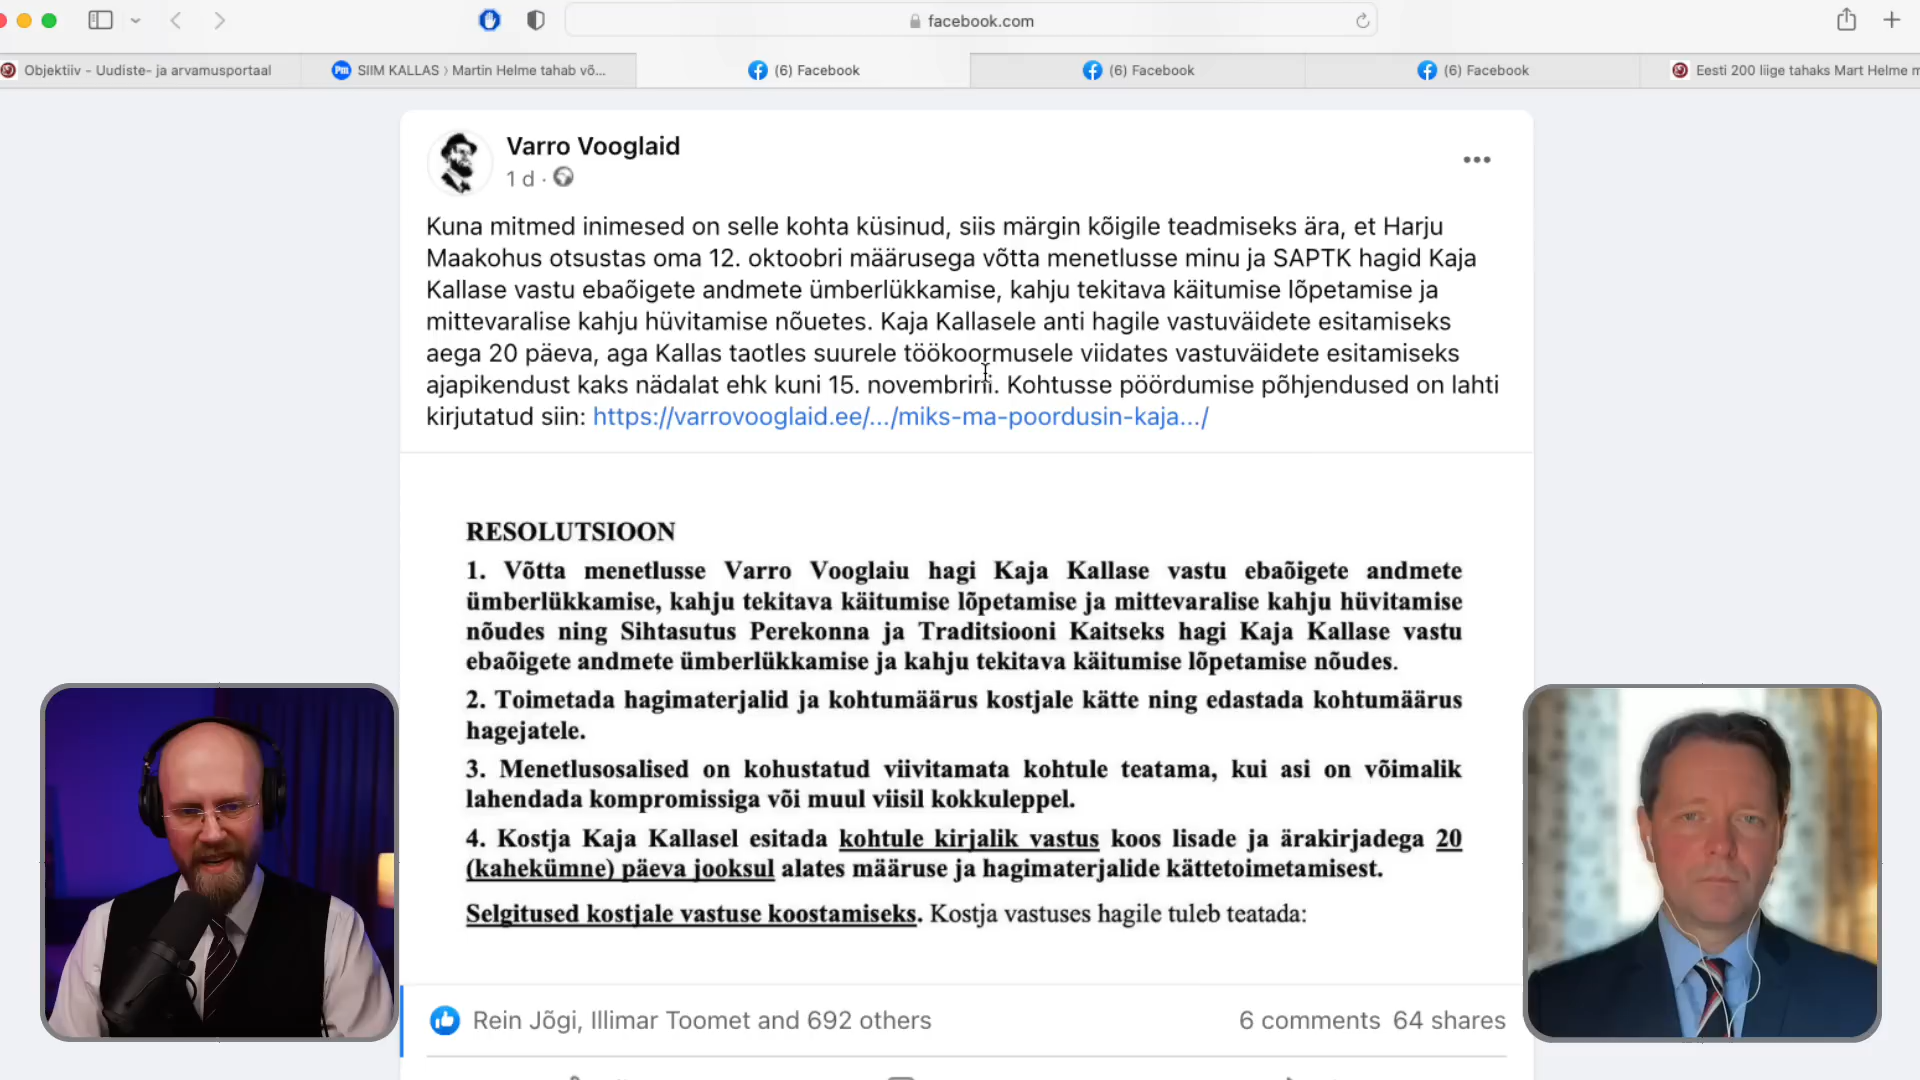 facebook.com
Objektiiv - Uudiste- ja arvamusportaal
Pm SIIM KALLAS 〉Martin Helme tahab võ...
(6) Facebook
(6) Facebook
(6) Facebook
Eesti 200 liige tahaks Mart Helme m
Varro Vooglaid
1 d ·
Kuna mitmed inimesed on selle kohta küsinud, siis märgin kõigile teadmiseks ära, et Harju
Maakohus otsustas oma 12. oktoobri määrusega võtta menetlusse minu ja SAPTK hagid Kaja
Kallase vastu ebaõigete andmete ümberlükkamise, kahju tekitava käitumise lõpetamise ja
mittevaralise kahju hüvitamise nõuetes. Kaja Kallasele anti hagile vastuväidete esitamiseks
aega 20 päeva, aga Kallas taotles suurele töökoormusele viidates vastuväidete esitamiseks
ajapikendust kaks nädalat ehk kuni 15. novembrini. Kohtusse pöördumise põhjendused on lahti
kirjutatud siin: https://varrovooglaid.ee/.../miks-ma-poordusin-kaja.../
RESOLUTSIOON
1. Võtta menetlusse Varro Vooglaiu hagi Kaja Kallase vastu ebaõigete andmete
ümberlükkamise, kahju tekitava käitumise lõpetamise ja mittevaralise kahju hüvitamise
nõudes ning Sihtasutus Perekonna ja Traditsiooni Kaitseks hagi Kaja Kallase vastu
ebaõigete andmete ümberlükkamise ja kahju tekitava käitumise lõpetamise nõudes.
2. Toimetada hagimaterjalid ja kohtumäärus kostjale kätte ning edastada kohtumäärus
hagejatele.
3. Menetlusosalised on kohustatud viivitamata kohtule teatama, kui asi on võimalik
lahendada kompromissiga või muul viisil kokkuleppel.
4. Kostja Kaja Kallasel esitada kohtule kirjalik vastus koos lisade ja ärakirjadega 20
(kahekümne) päeva jooksul alates määruse ja hagimaterjalide kättetoimetamisest.
Selgitused kostjale vastuse koostamiseks. Kostja vastuses hagile tuleb teatada:
Rein Jõgi, Illimar Toomet and 692 others
6 comments 64 shares